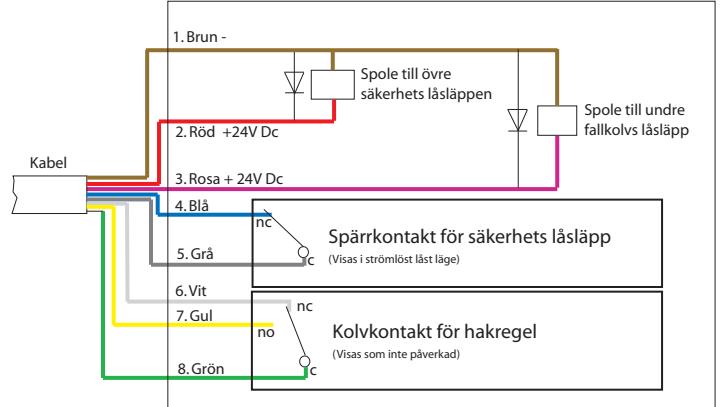 1. Brun -
Spole till övre
säkerhets låsläppen
Spole till undre
fallkolvs låsläpp
2. Röd +24V Dc
Kabel
3. Rosa + 24V Dc
4. Blå
nc
Spärrkontakt för säkerhets låsläpp
(Visas i strömlöst låst läge)
5. Grå
c
6. Vit
nc
7. Gul
no
Kolvkontakt för hakregel
(Visas som inte påverkad)
8. Grön
c